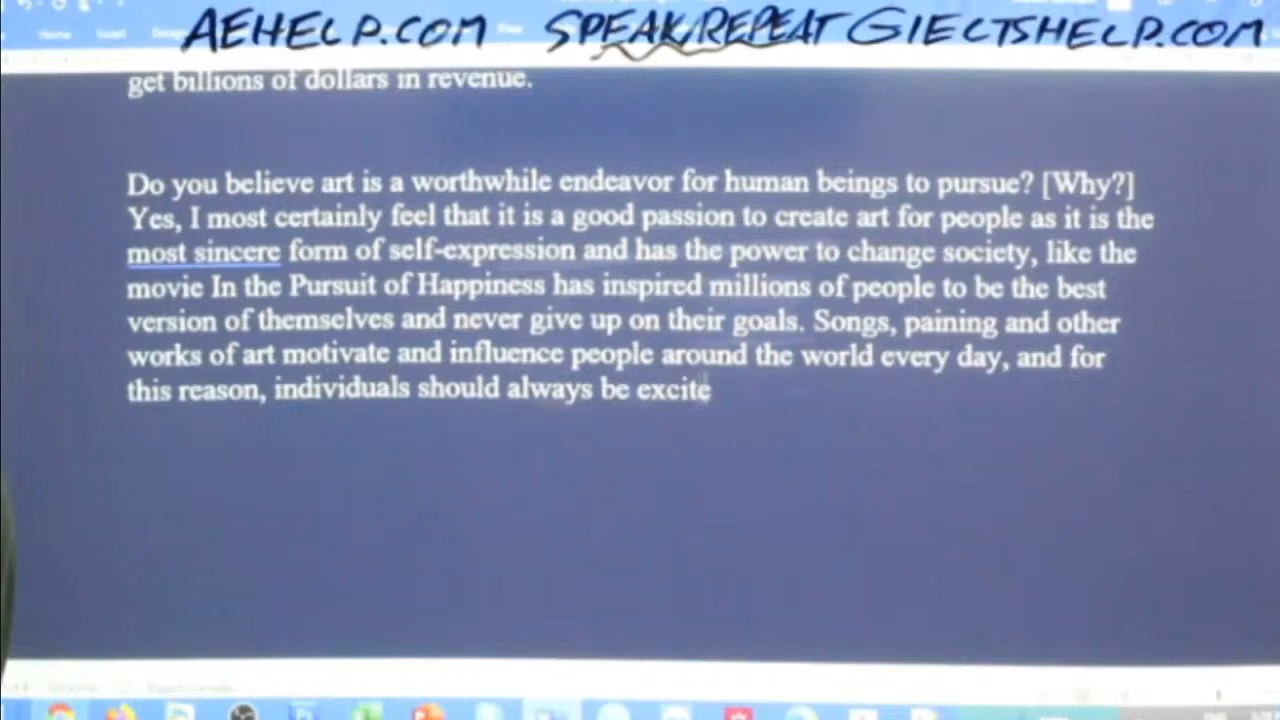 AEHELP.COM SPEAK/REPEAT GIELTSHELP.COM
Home Insert
get billions of dollars in revenue.
Do you believe art is a worthwhile endeavor for human beings to pursue? [Why?]
Yes, I most certainly feel that it is a good passion to create art for people as it is the
most sincere form of self-expression and has the power to change society, like the
movie In the Pursuit of Happiness has inspired millions of people to be the best
version of themselves and never give up on their goals. Songs, paining and other
works of art motivate and influence people around the world every day, and for
this reason, individuals should always be excite